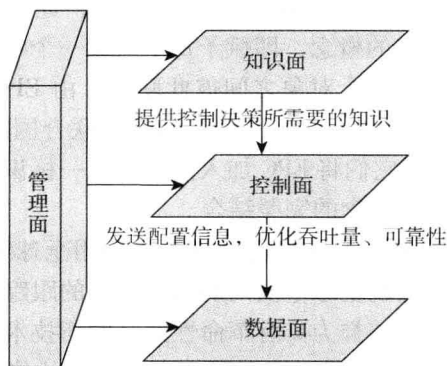 知识面
提供控制决策所需要的知识
管理面
控制面
发送配置信息，优化吞吐量、可靠性
数据面